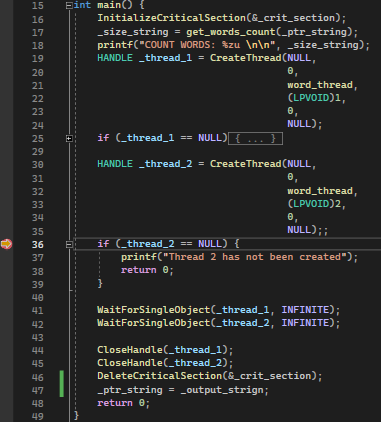 15 int main() {
16 InitializeCriticalSection(&_crit_section);
17 _size_string = get_words_count(_ptr_string);
18 printf("COUNT WORDS: %zu \n\n", _size_string);
19 HANDLE _thread_1 = CreateThread(NULL,
20 0,
21 word_thread,
22 (LPVOID)1,
23 0,
24 NULL);
25 if (_thread_1 == NULL) { ... }
29
30 HANDLE _thread_2 = CreateThread(NULL,
31 0,
32 word_thread,
33 (LPVOID)2,
34 0,
35 NULL);;
36 if (_thread_2 == NULL) {
37 printf("Thread 2 has not been created");
38 return 0;
39 }
40
41 WaitForSingleObject(_thread_1, INFINITE);
42 WaitForSingleObject(_thread_2, INFINITE);
43
44 CloseHandle(_thread_1);
45 CloseHandle(_thread_2);
46 DeleteCriticalSection(&_crit_section);
47 _ptr_string = _output_strign;
48 return 0;
49 }